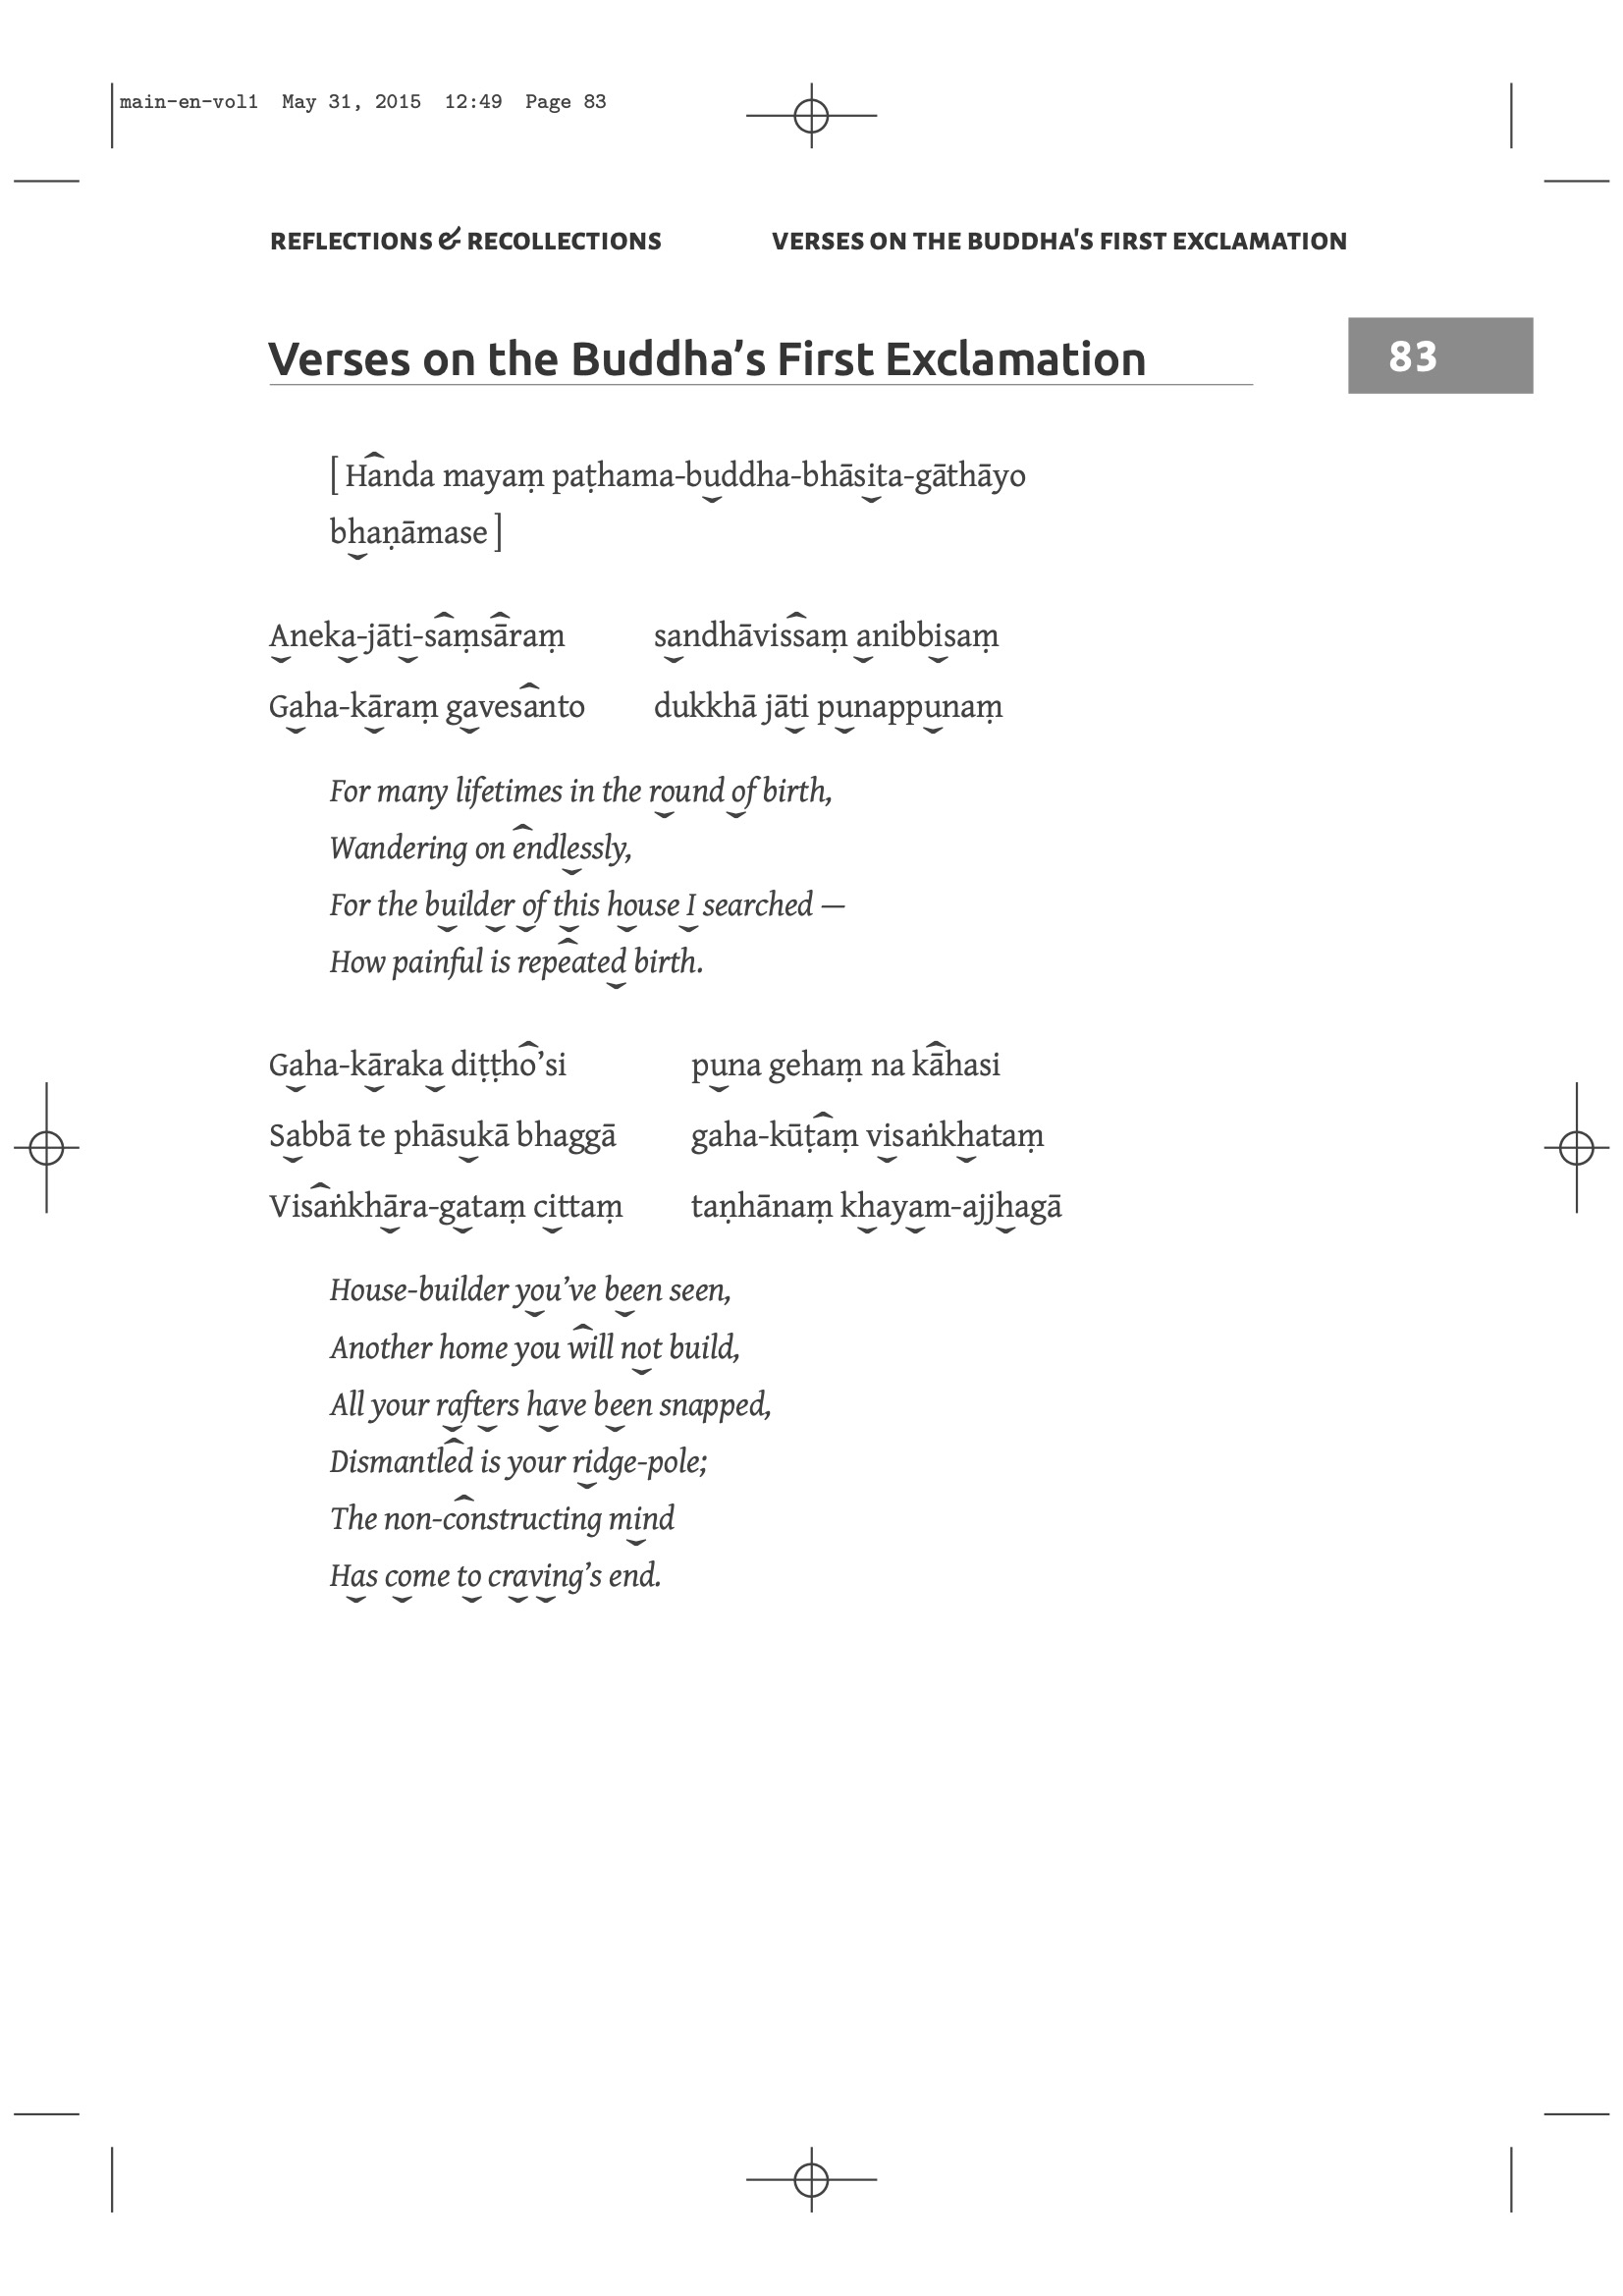 main-en-vol1 May 31, 2015 12:49 Page 83
REFLECTIONS & RECOLLECTIONS VERSES ON THE BUDDHA'S FIRST EXCLAMATION
Verses on the Buddha’s First Exclamation 83
[ Handa mayaṃ paṭhama-buddha-bhāsita-gāthāyo
bhaṇāmase ]
Aneka-jāti-saṃsāraṃ sandhāvissaṃ anibbisaṃ
Gaha-kāraṃ gavesanto dukkhā jāti punappunaṃ
For many lifetimes in the round of birth,
Wandering on endlessly,
For the builder of this house I searched —
How painful is repeated birth.
Gaha-kāraka diṭṭho’si puna gehaṃ na kāhasi
Sabbā te phāsukā bhaggā gaha-kūṭaṃ visaṅkhataṃ
Visaṅkhāra-gataṃ cittaṃ taṇhānaṃ khayam-ajjhagā
House-builder you’ve been seen,
Another home you will not build,
All your rafters have been snapped,
Dismantled is your ridge-pole;
The non-constructing mind
Has come to craving’s end.